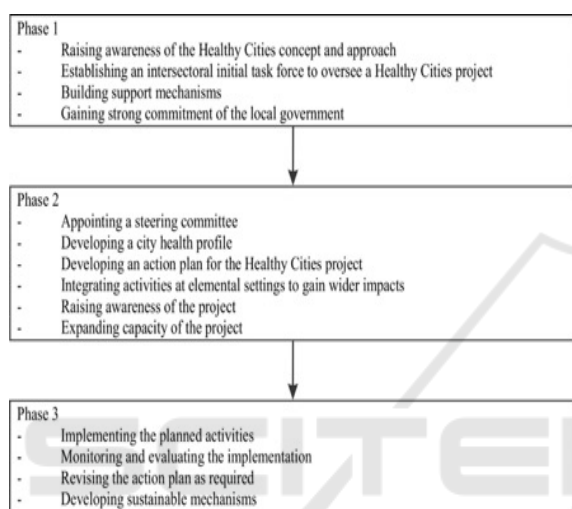 Phase 1
- Raising awareness of the Healthy Cities concept and approach
- Establishing an intersectoral initial task force to oversee a Healthy Cities project
- Building support mechanisms
- Gaining strong commitment of the local government
Phase 2
- Appointing a steering committee
- Developing a city health profile
- Developing an action plan for the Healthy Cities project
- Integrating activities at elemental settings to gain wider impacts
- Raising awareness of the project
- Expanding capacity of the project
Phase 3
- Implementing the planned activities
- Monitoring and evaluating the implementation
- Revising the action plan as required
- Developing sustainable mechanisms